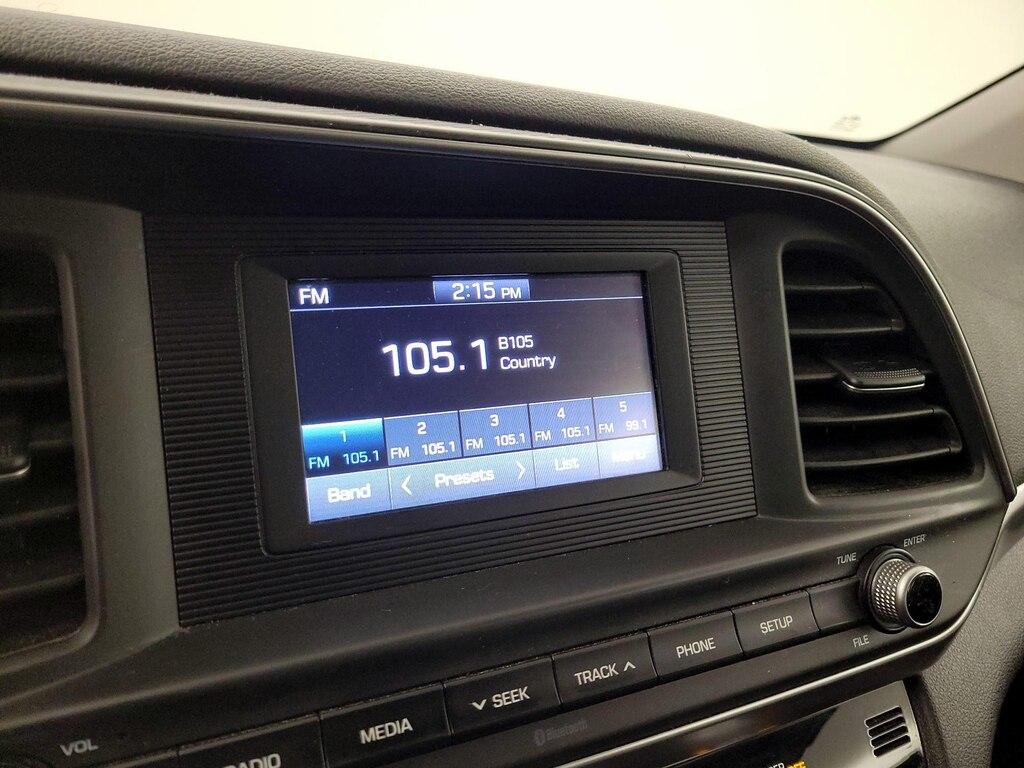 FM 2:15 PM
105.1 B105
Country
1 2 3 4 5
FM 105.1 FM 105.1 FM 105.1 FM 105.1 FM 99.1
Band < Presets > List Menu
TUNE ENTER
FILE
VOL RADIO MEDIA ∨ SEEK TRACK ∧ PHONE SETUP
Bluetooth